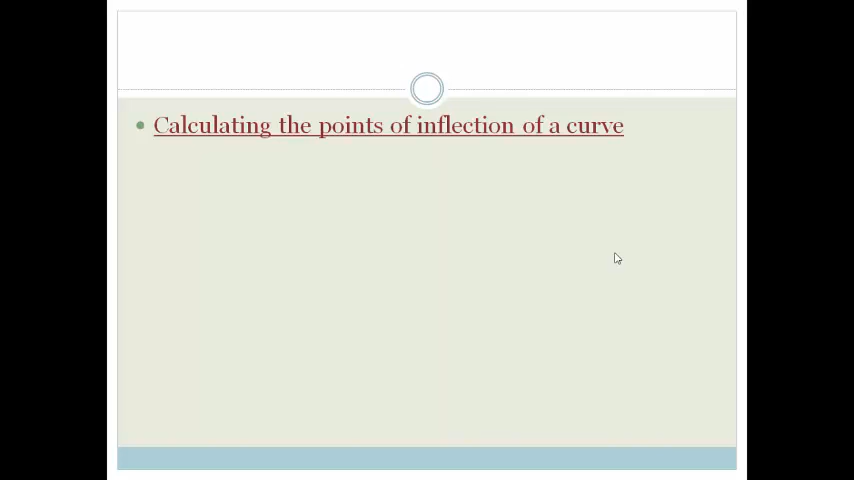 Calculating the points of inflection of a curve